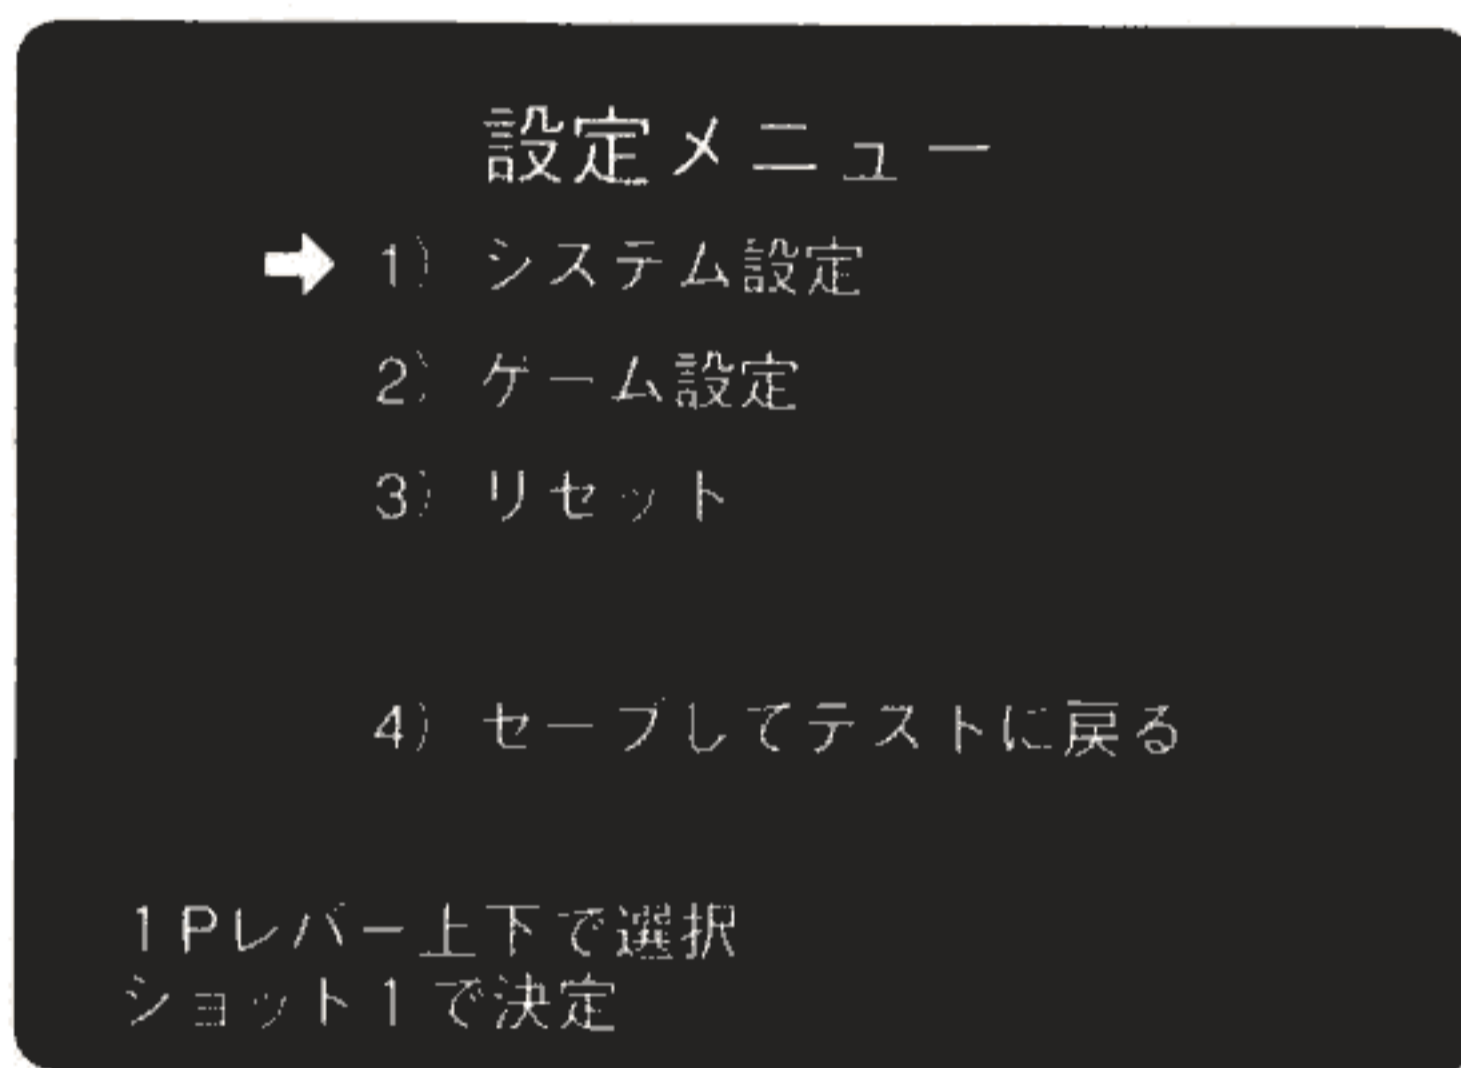 設定メニュー
1) システム設定
2) ゲーム設定
3) リセット
4) セーブしてテストに戻る
1Pレバー上下で選択
ショット1で決定